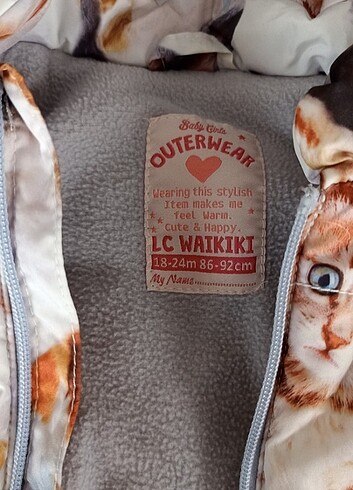 Baby Girls
OUTERWEAR
Wearing this stylish
Item makes me
feel Warm.
Cute & Happy.
LC WAIKIKI
18-24m 86-92cm
My Name..................